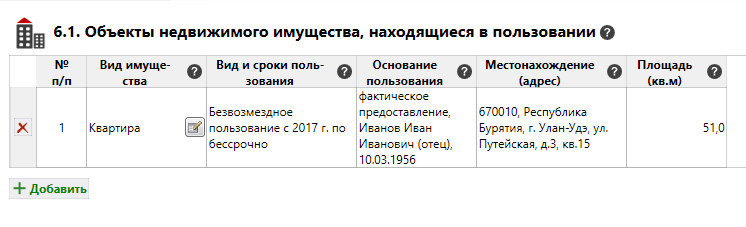 6.1. Объекты недвижимого имущества, находящиеся в пользовании ?
№
п/п
Вид имуще-
ства ?
Вид и сроки поль-
зования ?
Основание
пользования ?
Местонахождение
(адрес) ?
Площадь
(кв.м) ?
1
Квартира
Безвозмездное
пользование с 2017 г. по
бессрочно
фактическое
предоставление,
Иванов Иван
Иванович (отец),
10.03.1956
670010, Республика
Бурятия, г. Улан-Удэ, ул.
Путейская, д.3, кв.15
51,0
+ Добавить